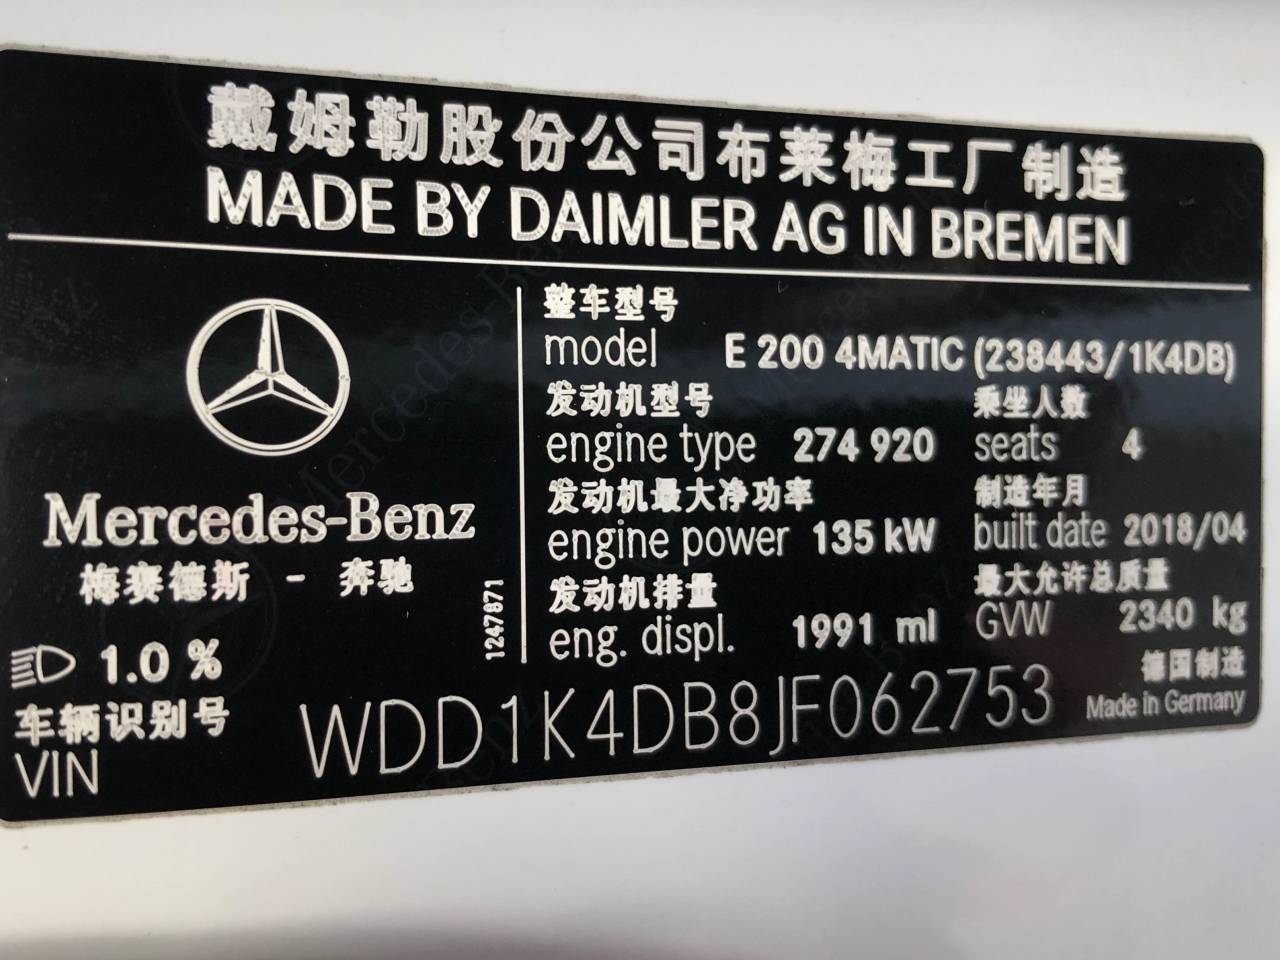 戴姆勒股份公司布莱梅工厂制造
MADE BY DAIMLER AG IN BREMEN
整车型号
model E 200 4MATIC (238443/1K4DB)
发动机型号 乘坐人数
engine type 274 920 seats 4
发动机最大净功率 制造年月
engine power 135 kW built date 2018/04
发动机排量 最大允许总质量
eng. displ. 1991 ml GVW 2340 kg
Mercedes-Benz
梅赛德斯 - 奔驰
1247871
1.0 %
德国制造
Made in Germany
车辆识别号
VIN WDD1K4DB8JF062753